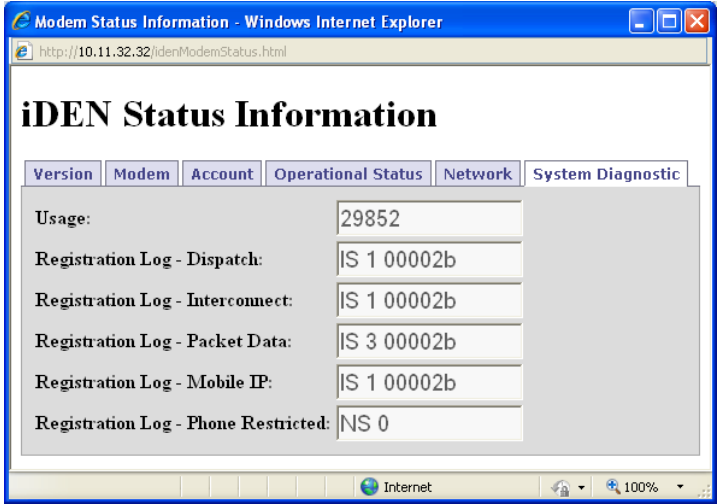 Modem Status Information - Windows Internet Explorer
http://10.11.32.32/idenModemStatus.html
iDEN Status Information
Version Modem Account Operational Status Network System Diagnostic
Usage: 29852
Registration Log - Dispatch: IS 1 00002b
Registration Log - Interconnect: IS 1 00002b
Registration Log - Packet Data: IS 3 00002b
Registration Log - Mobile IP: IS 1 00002b
Registration Log - Phone Restricted: NS 0
Internet 100%